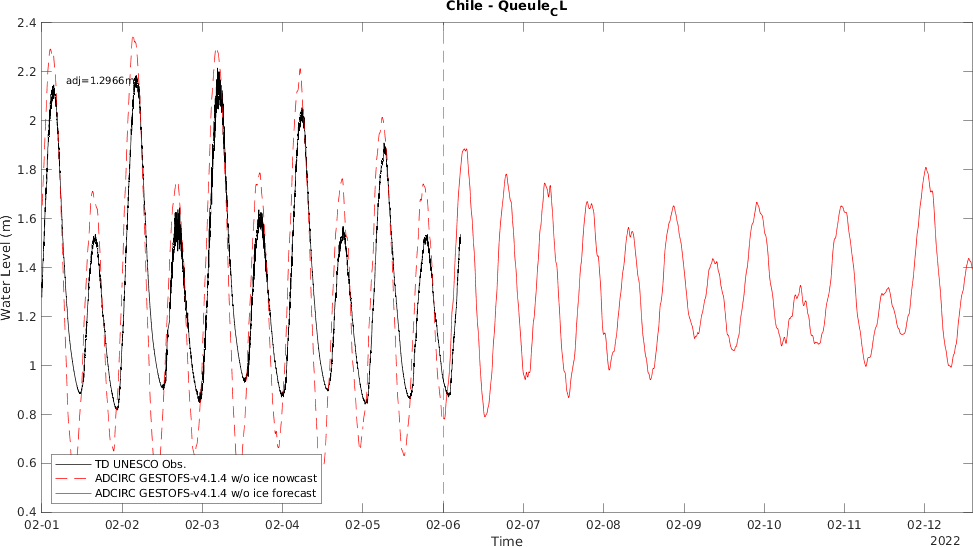 Chile - QueuleCL
2.4
2.2
2
1.8
1.6
1.4
1.2
1
0.8
0.6
0.4
Water Level (m)
adj=1.2966m
TD UNESCO Obs.
ADCIRC GESTOFS-v4.1.4 w/o ice nowcast
ADCIRC GESTOFS-v4.1.4 w/o ice forecast
02-01 02-02 02-03 02-04 02-05 02-06 02-07 02-08 02-09 02-10 02-11 02-12
Time
2022